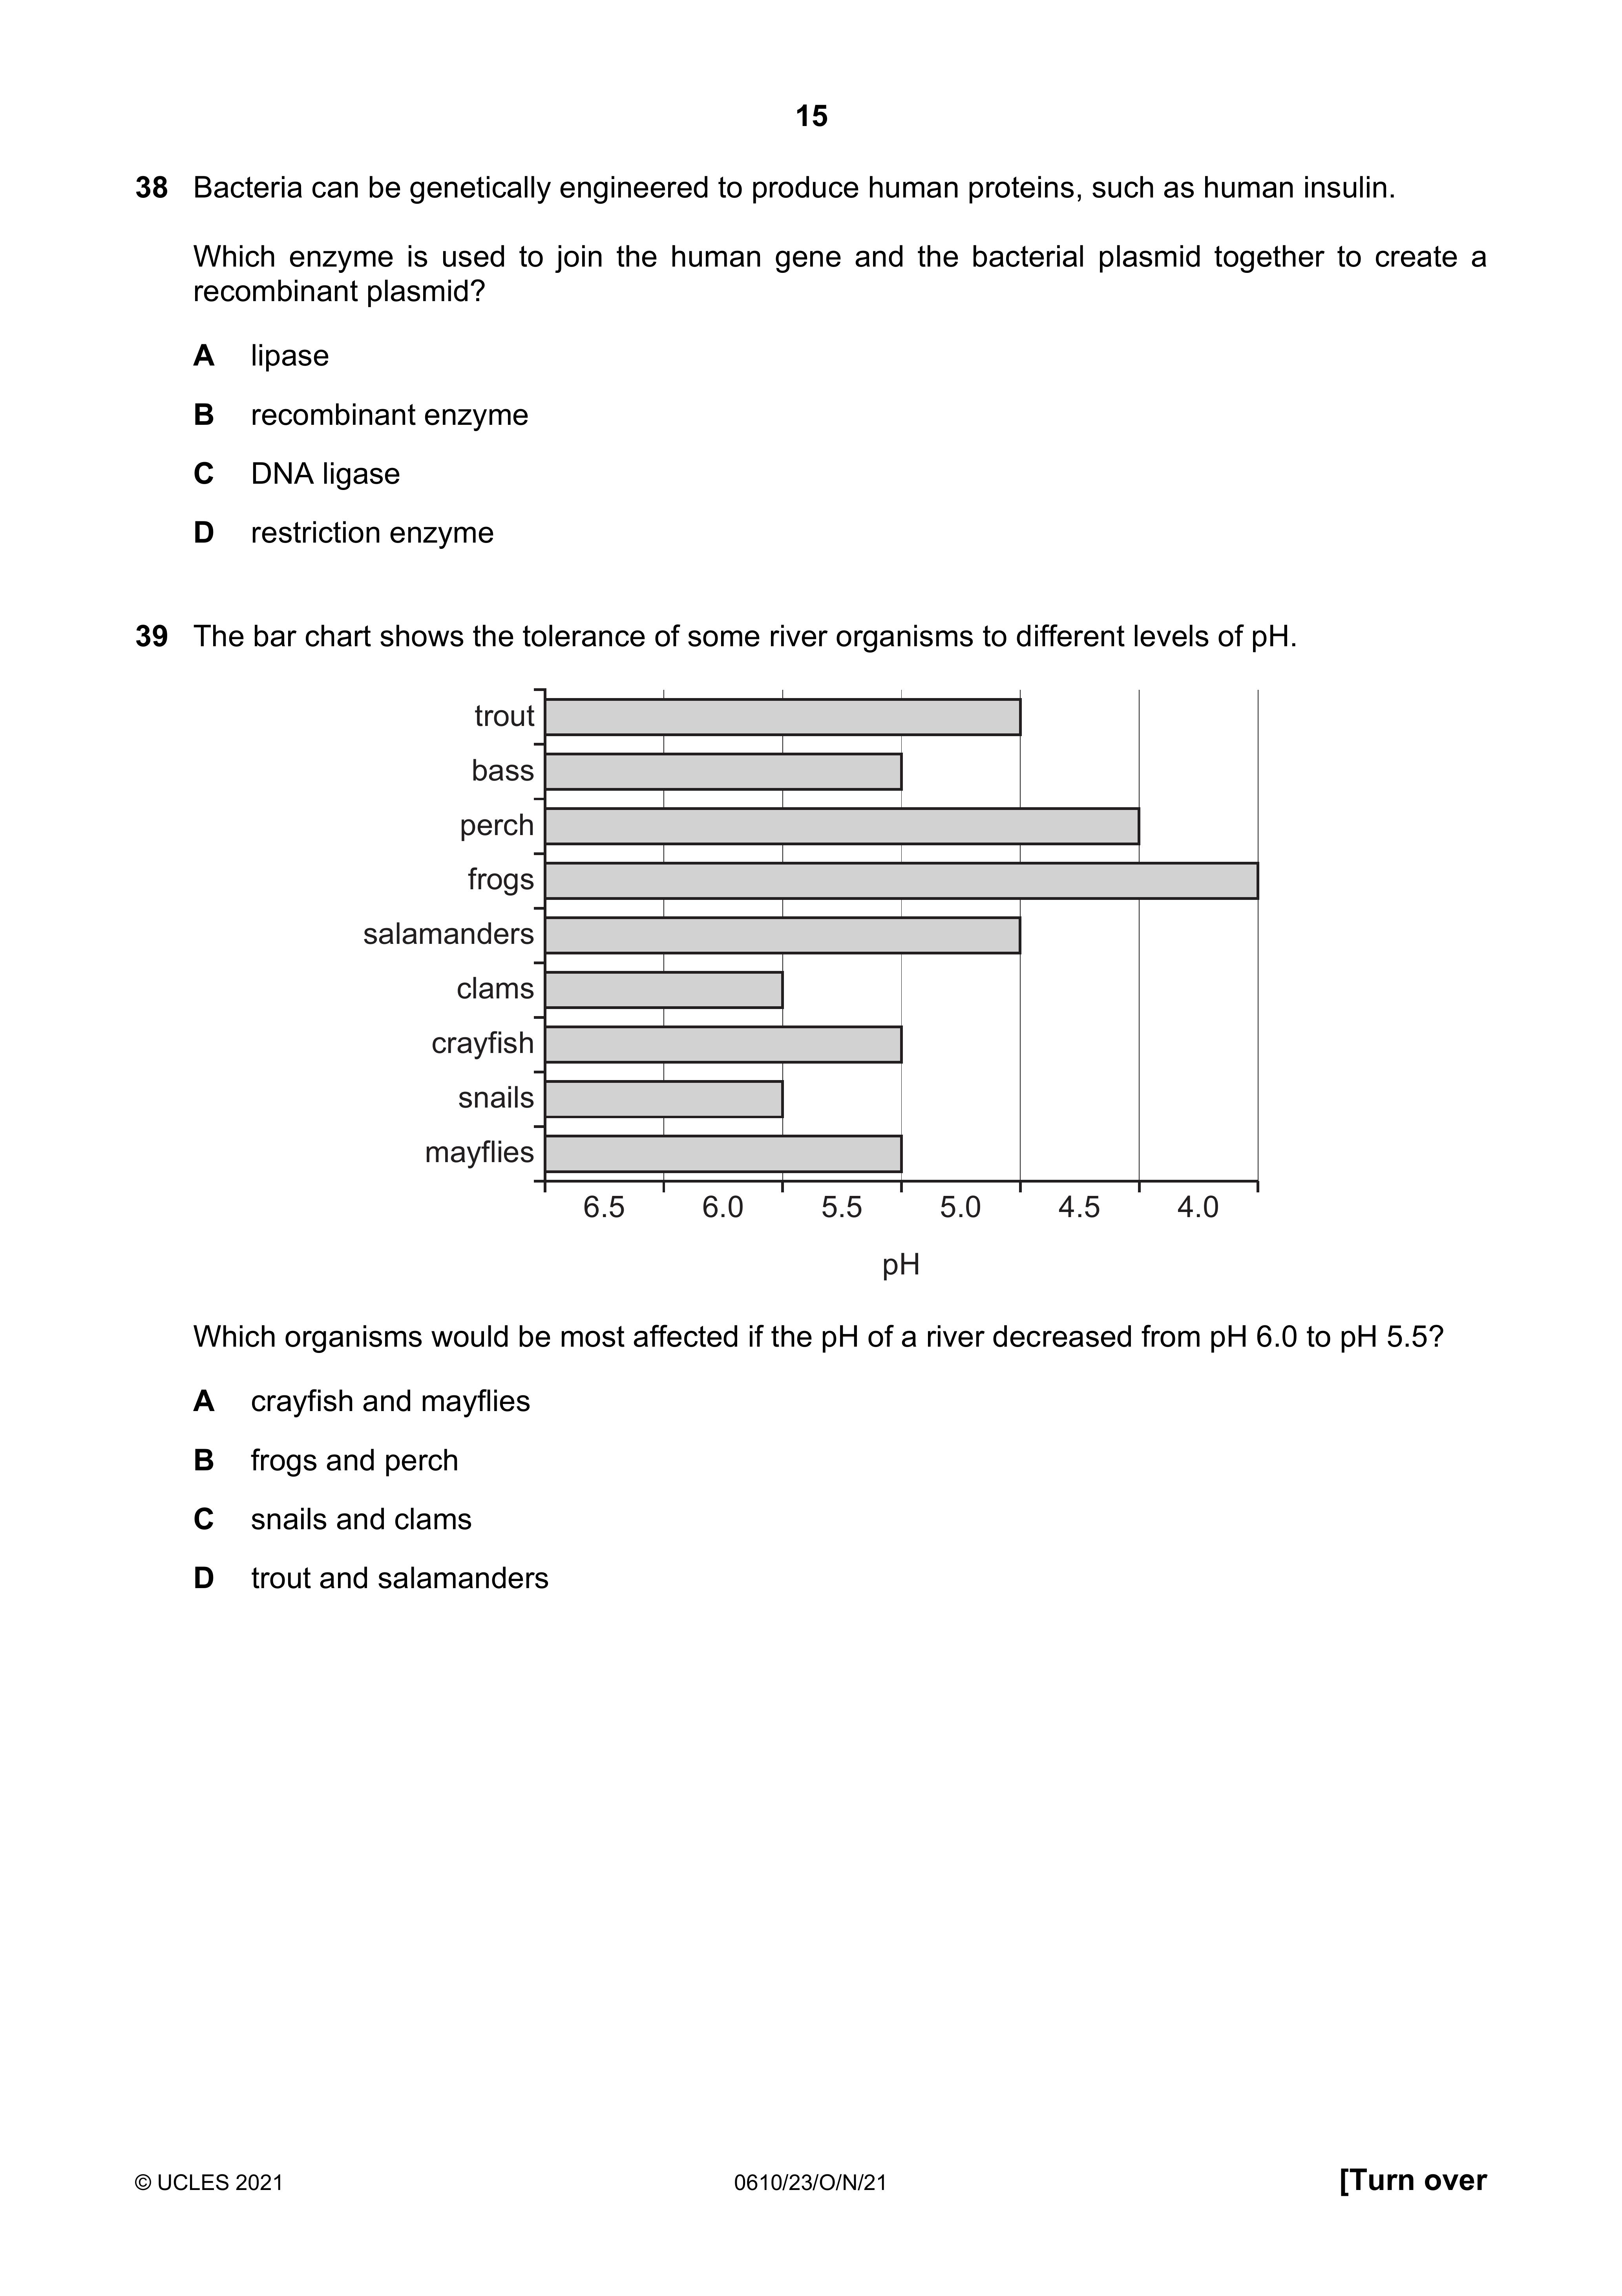 15
38 Bacteria can be genetically engineered to produce human proteins, such as human insulin.
Which enzyme is used to join the human gene and the bacterial plasmid together to create a
recombinant plasmid?
A lipase
B recombinant enzyme
C DNA ligase
D restriction enzyme
39 The bar chart shows the tolerance of some river organisms to different levels of pH.
trout
bass
perch
frogs
salamanders
clams
crayfish
snails
mayflies
6.5 6.0 5.5 5.0 4.5 4.0
pH
Which organisms would be most affected if the pH of a river decreased from pH 6.0 to pH 5.5?
A crayfish and mayflies
B frogs and perch
C snails and clams
D trout and salamanders
© UCLES 2021 0610/23/O/N/21 [Turn over